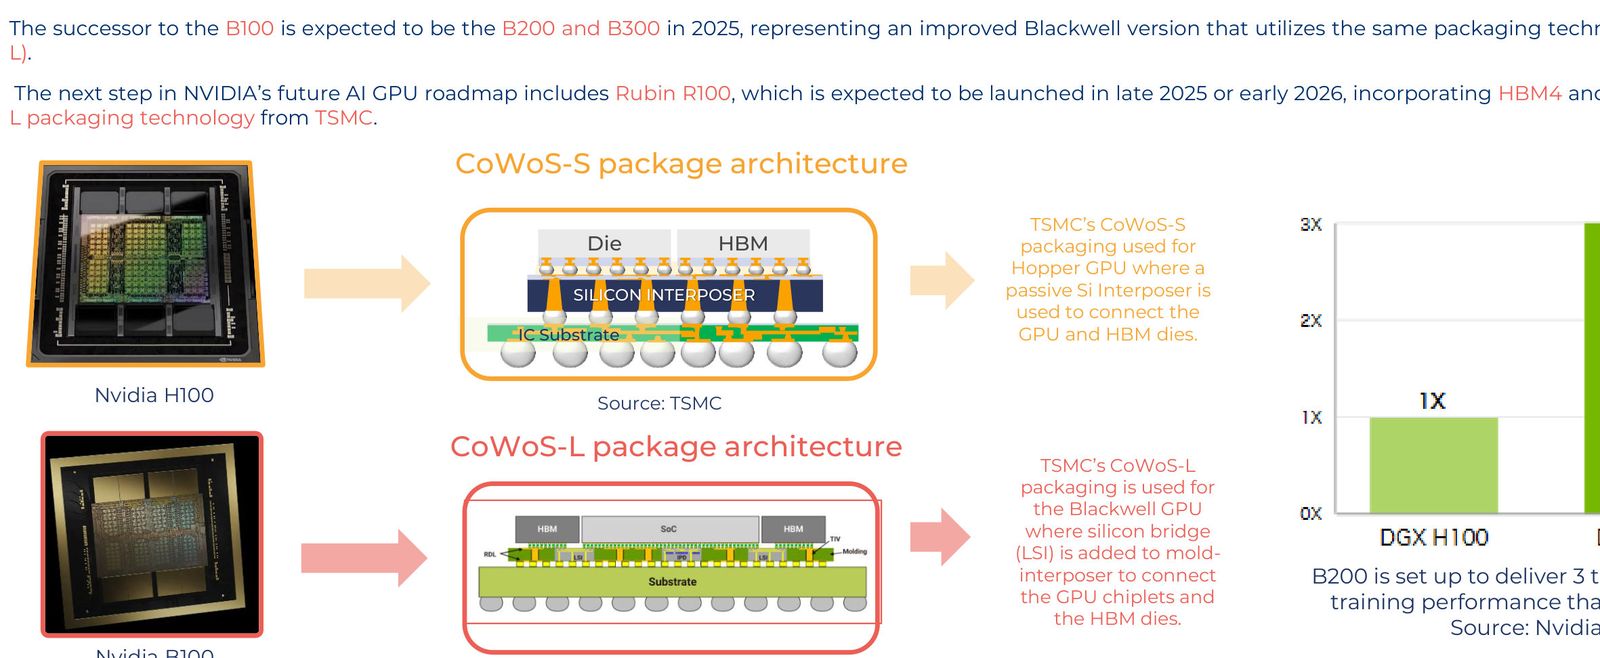 The successor to the B100 is expected to be the B200 and B300 in 2025, representing an improved Blackwell version that utilizes the same packaging
L).
The next step in NVIDIA's future AI GPU roadmap includes Rubin R100, which is expected to be launched in late 2025 or early 2026, incorporating HBM4
L packaging technology from TSMC.
CoWoS-S package architecture
Die
HBM
SILICON INTERPOSER
IC Substrate
Nvidia H100
Source: TSMC
TSMC's CoWoS-S
packaging used for
Hopper GPU where a
passive Si Interposer is
used to connect the
GPU and HBM dies.
CoWoS-L package architecture
HBM
SoC
HBM
RDL
TIV
LSI
IPD
LSI
Molding
Substrate
Nvidia B100
TSMC's CoWoS-L
packaging is used for
the Blackwell GPU
where silicon bridge
(LSI) is added to mold-
interposer to connect
the GPU chiplets and
the HBM dies.
3X
2X
1X
0X
1X
DGX H100
B200 is set up to deliver 3
training performance
Source: Nvidia